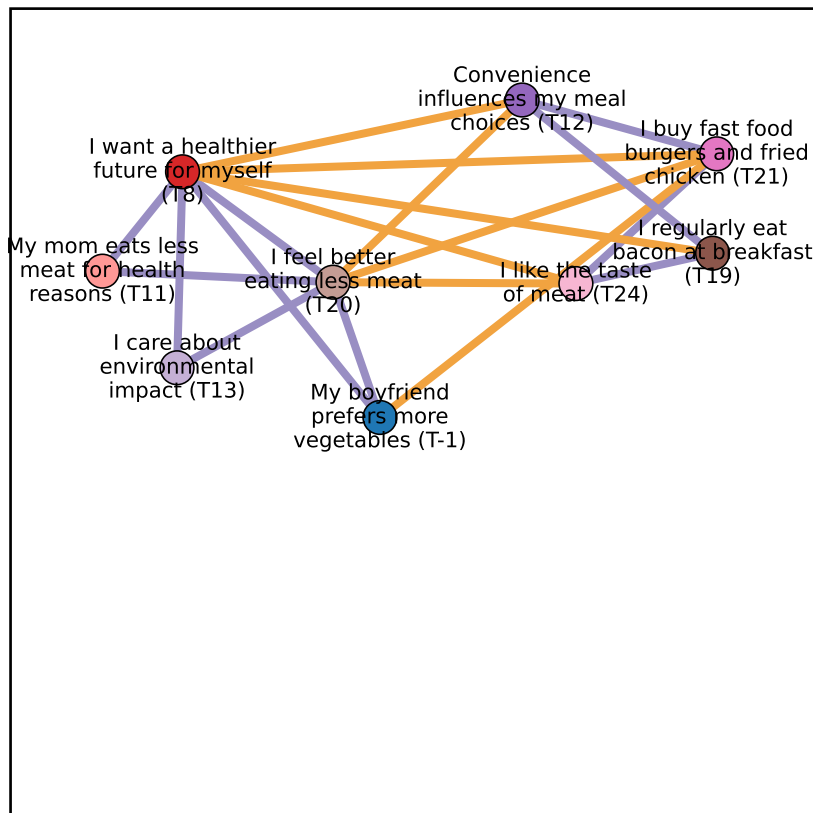 Convenience
influences my meal
choices (T12)
I buy fast food
burgers and fried
chicken (T21)
I want a healthier
future for myself
(T8)
I regularly eat
bacon at breakfast
(T19)
My mom eats less
meat for health
reasons (T11)
I feel better
eating less meat
(T20)
I like the taste
of meat (T24)
I care about
environmental
impact (T13)
My boyfriend
prefers more
vegetables (T-1)